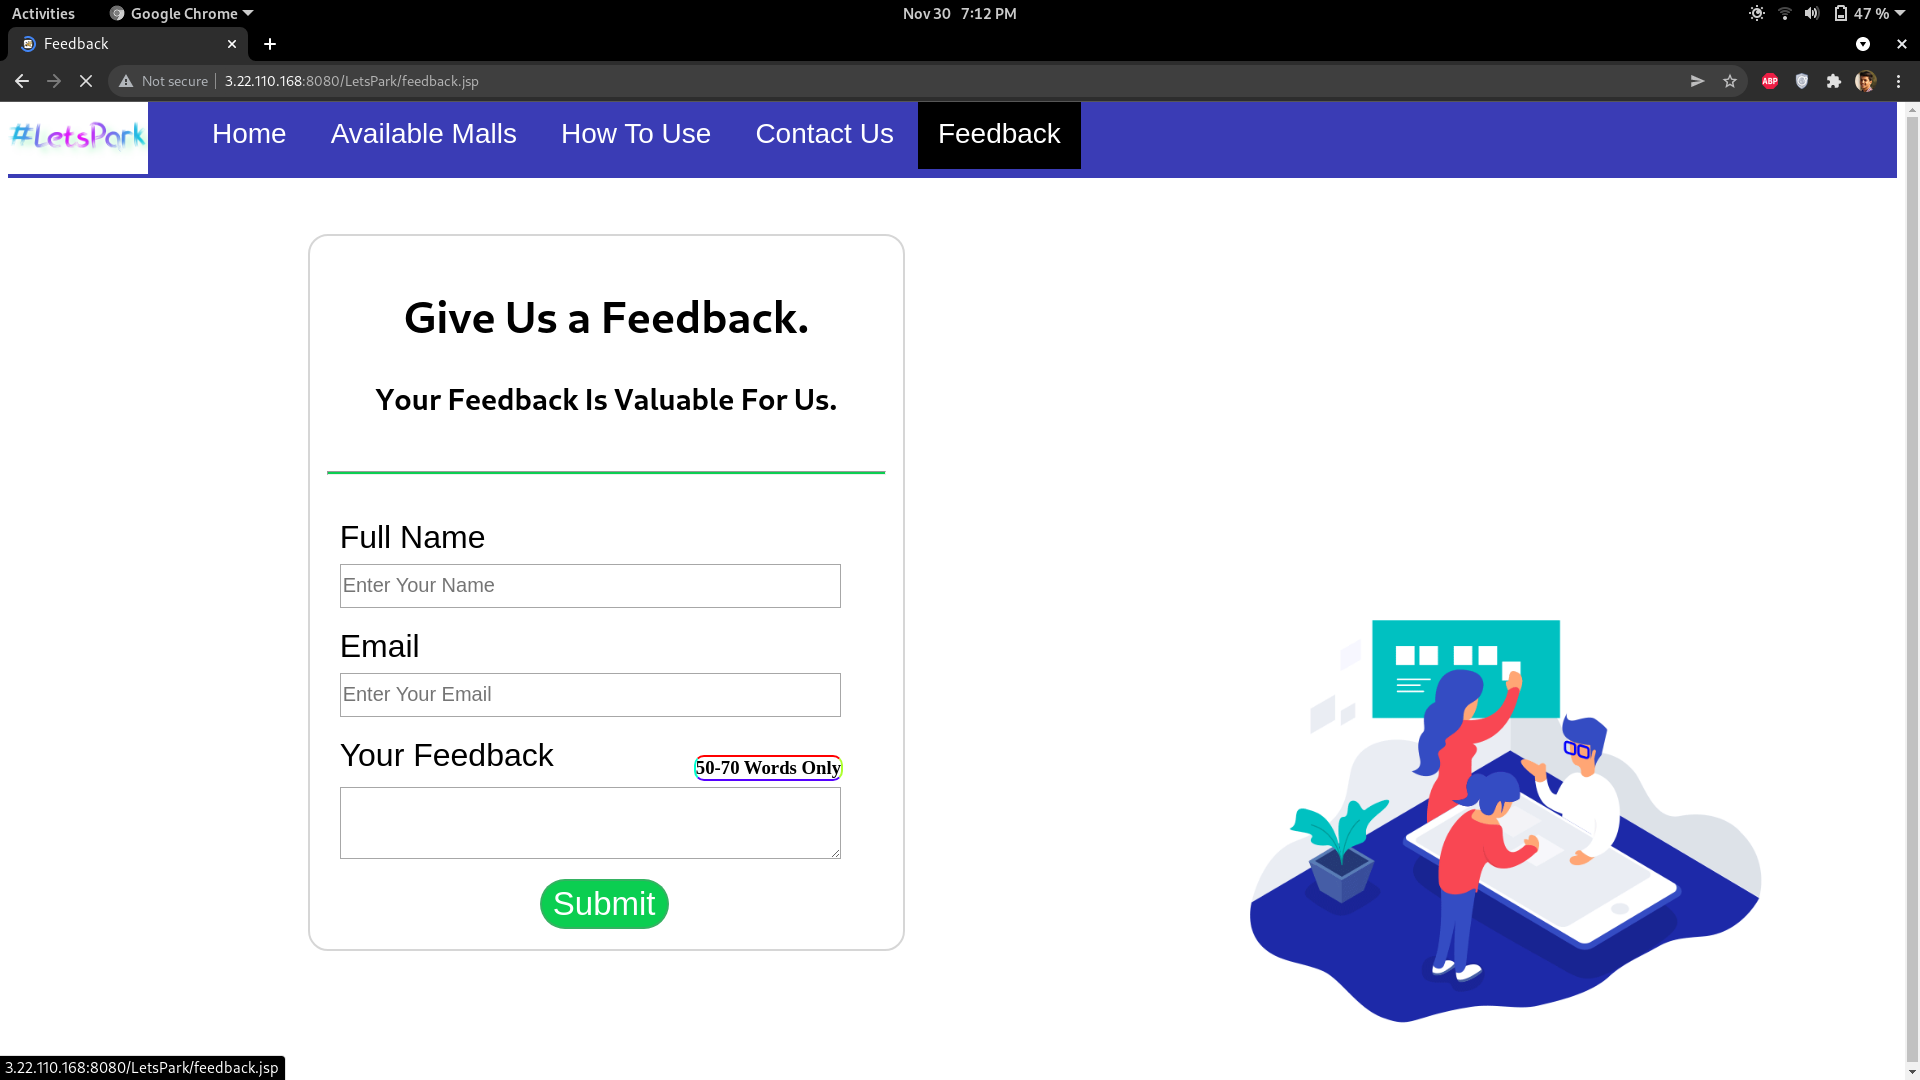 Activities Google Chrome Nov 30 7:12 PM 47 %
Feedback
Not secure 3.22.110.168:8080/LetsPark/feedback.jsp ABP
#LetsPark Home Available Malls How To Use Contact Us Feedback
Give Us a Feedback.
Your Feedback Is Valuable For Us.
Full Name
Enter Your Name
Email
Enter Your Email
Your Feedback 50-70 Words Only
Submit
3.22.110.168:8080/LetsPark/feedback.jsp